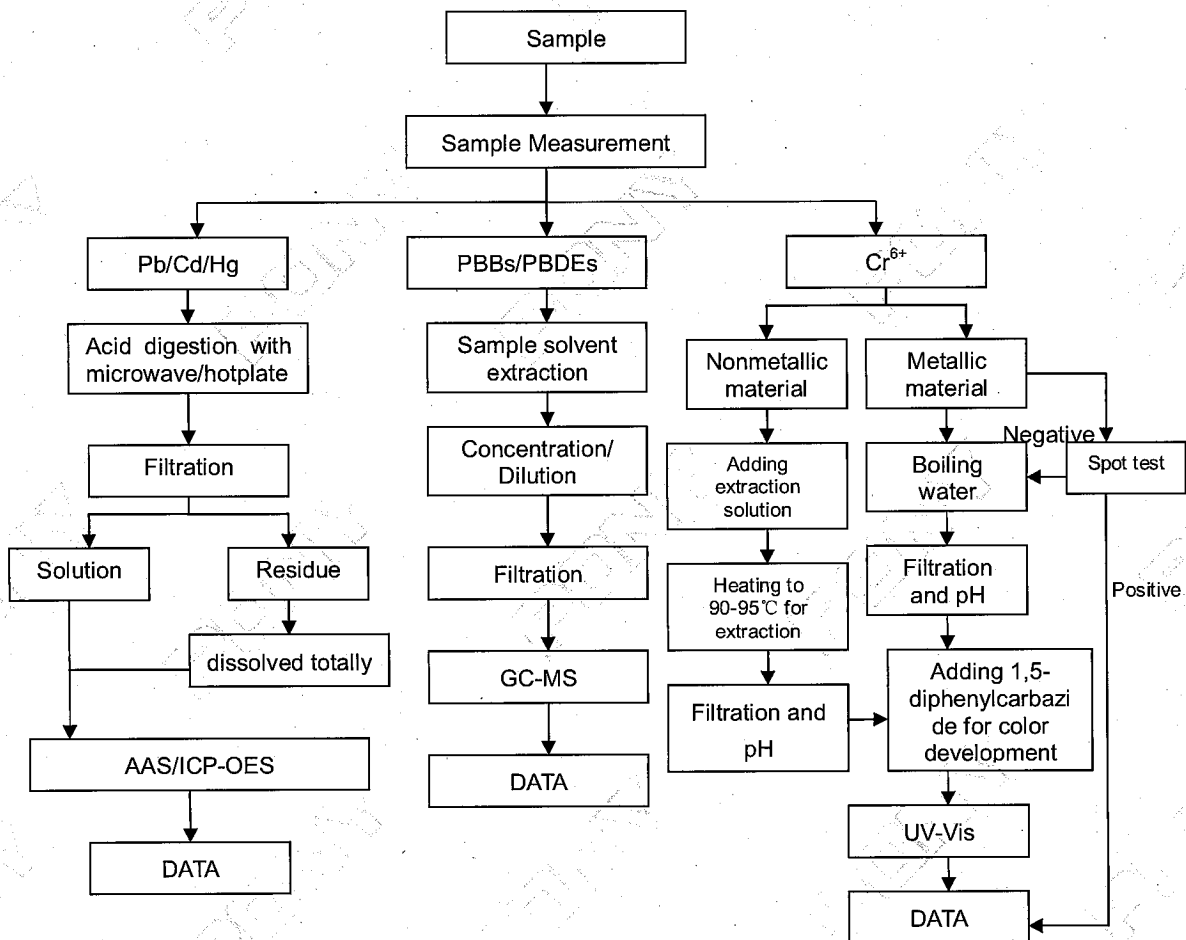 Sample
Sample Measurement
Pb/Cd/Hg
PBBs/PBDEs
Cr6+
Acid digestion with
microwave/hotplate
Sample solvent
extraction
Nonmetallic
material
Metallic
material
Filtration
Concentration/
Dilution
Adding
extraction
solution
Negative
Boiling
water
Spot test
Solution
Residue
Filtration
Heating to
90-95℃ for
extraction
Filtration
and pH
Positive
dissolved totally
GC-MS
Filtration and
pH
Adding 1,5-
diphenylcarbazi
de for color
development
AAS/ICP-OES
DATA
UV-Vis
DATA
DATA